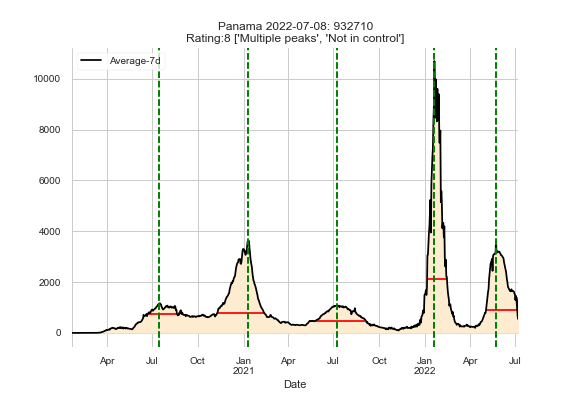 Panama 2022-07-08: 932710
Rating:8 ['Multiple peaks', 'Not in control']
Average-7d
10000
8000
6000
4000
2000
0
Apr Jul Oct Jan Apr Jul Oct Jan Apr Jul
2021 2022
Date